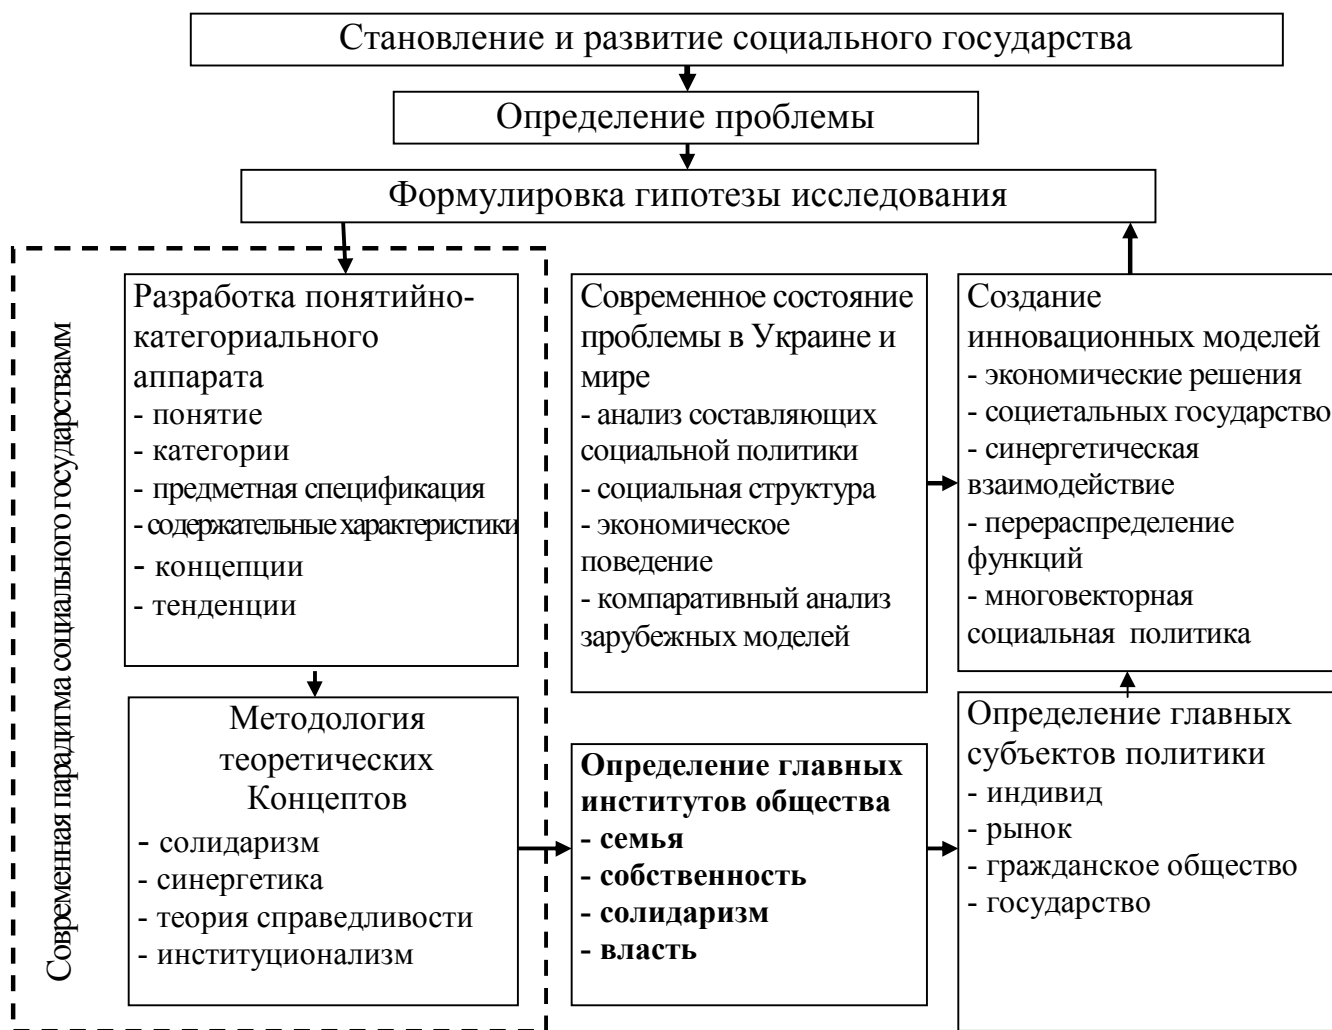 Становление и развитие социального государства
Определение проблемы
Формулировка гипотезы исследования
Современная парадигма социального государствамм
Разработка понятийно-
категориального
аппарата
- понятие
- категории
- предметная спецификация
- содержательные характеристики
- концепции
- тенденции
Современное состояние
проблемы в Украине и
мире
- анализ составляющих
социальной политики
- социальная структура
- экономическое
поведение
- компаративный анализ
зарубежных моделей
Создание
инновационных моделей
- экономические решения
- социетальных государство
- синергетическая
взаимодействие
- перераспределение
функций
- многовекторная
социальная политика
Методология
теоретических
Концептов
- солидаризм
- синергетика
- теория справедливости
- институционализм
Определение главных
институтов общества
- семья
- собственность
- солидаризм
- власть
Определение главных
субъектов политики
- индивид
- рынок
- гражданское общество
- государство